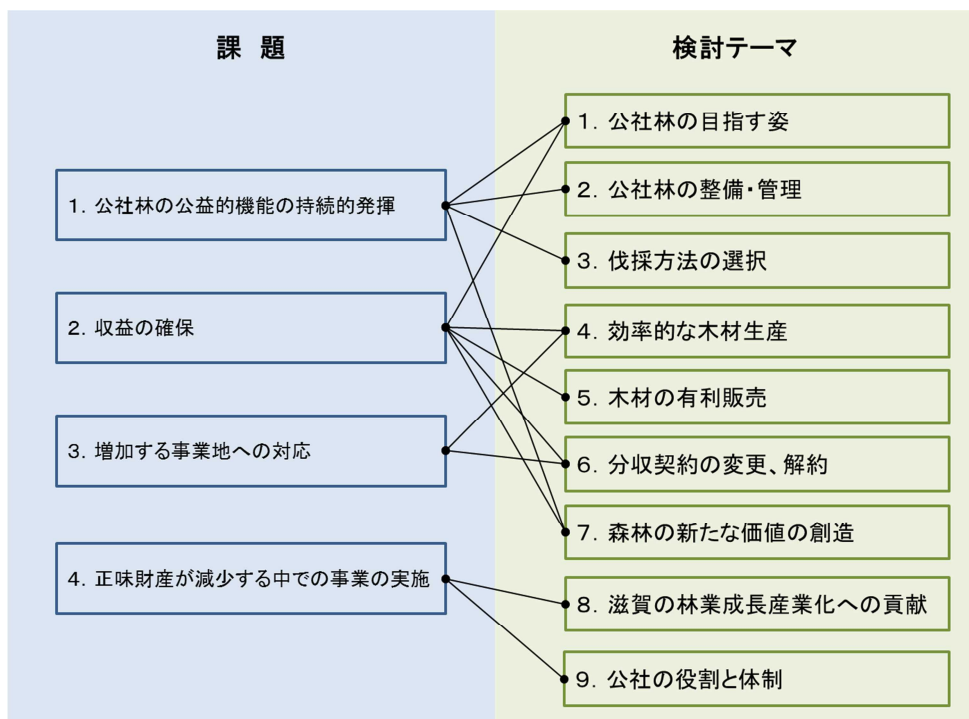 課　題
1. 公社林の公益的機能の持続的発揮
2. 収益の確保
3. 増加する事業地への対応
4. 正味財産が減少する中での事業の実施
検討テーマ
1. 公社林の目指す姿
2. 公社林の整備・管理
3. 伐採方法の選択
4. 効率的な木材生産
5. 木材の有利販売
6. 分収契約の変更、解約
7. 森林の新たな価値の創造
8. 滋賀の林業成長産業化への貢献
9. 公社の役割と体制